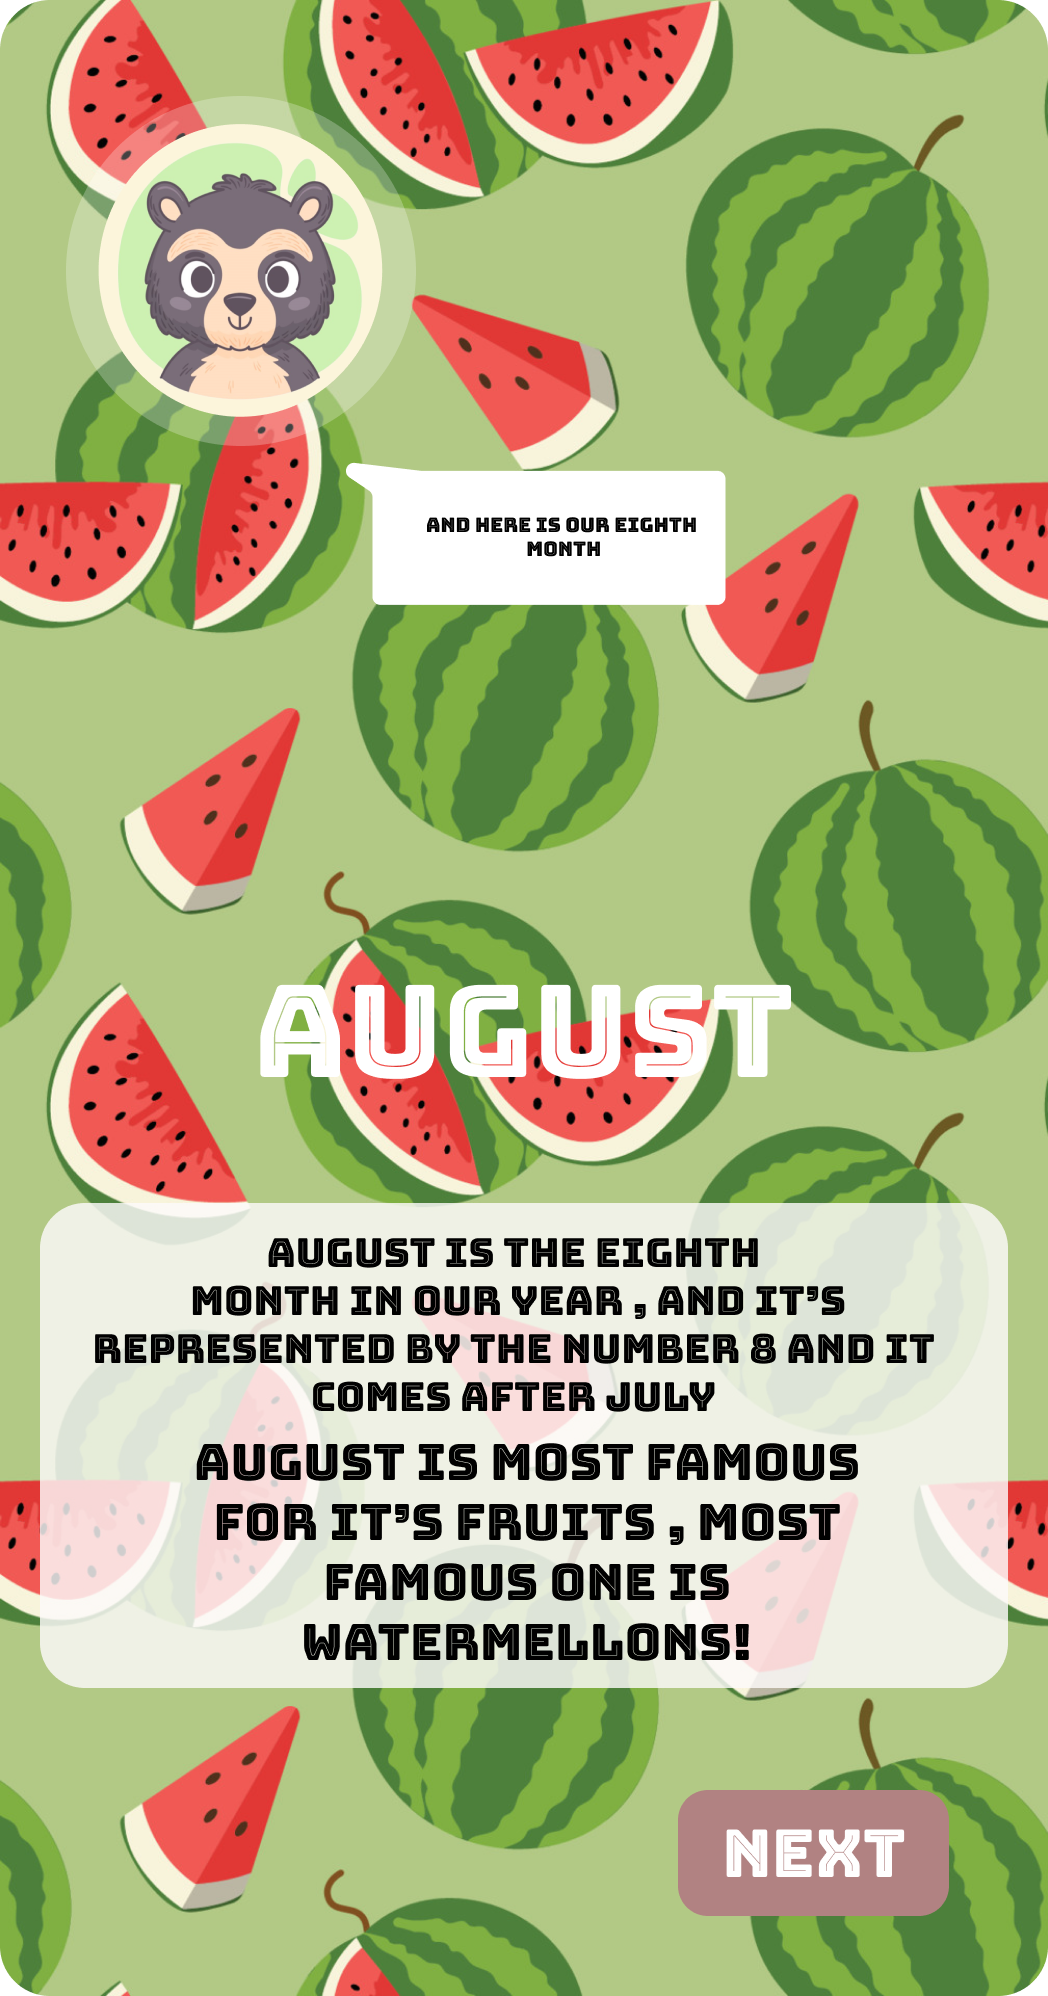 AND HERE IS OUR EIGHTH
MONTH
AUGUST
AUGUST IS THE EIGHTH
MONTH IN OUR YEAR , AND IT'S
REPRESENTED BY THE NUMBER 8 AND IT
COMES AFTER JULY
AUGUST IS MOST FAMOUS
FOR IT'S FRUITS , MOST
FAMOUS ONE IS
WATERMELLONS!
NEXT